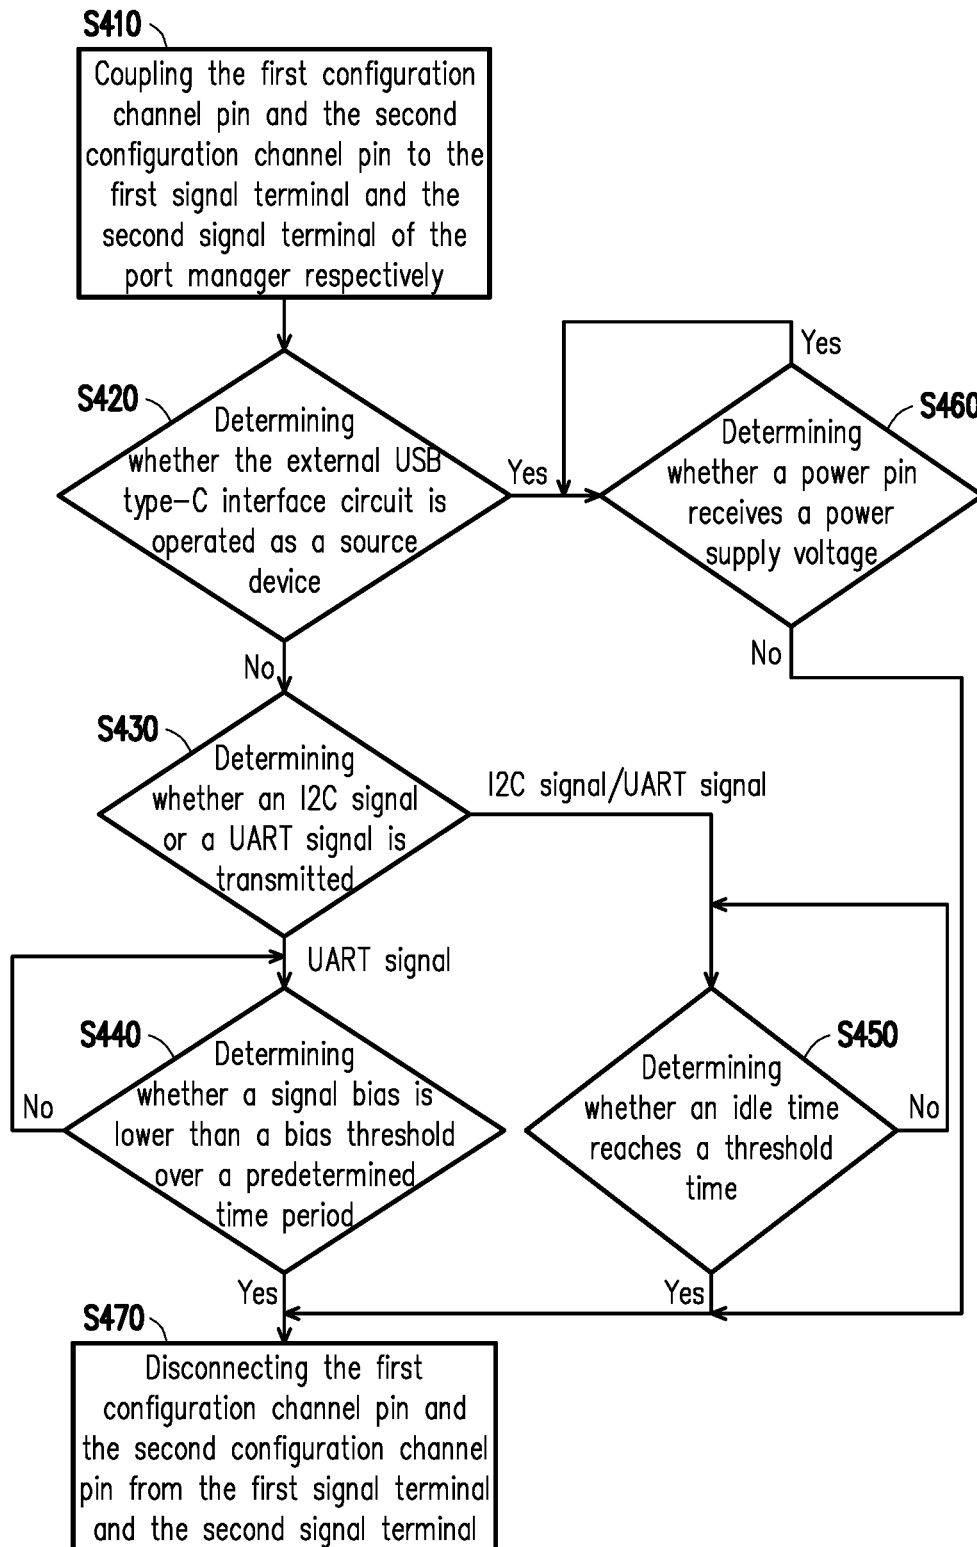 S410
Coupling the first configuration
channel pin and the second
configuration channel pin to the
first signal terminal and the
second signal terminal of the
port manager respectively
S420
Determining
whether the external USB
type-C interface circuit is
operated as a source
device
Yes
No
S460
Determining
whether a power pin
receives a power
supply voltage
Yes
No
S430
Determining
whether an I2C signal
or a UART signal is
transmitted
I2C signal/UART signal
UART signal
S440
Determining
whether a signal bias is
lower than a bias threshold
over a predetermined
time period
No
Yes
S450
Determining
whether an idle time
reaches a threshold
time
No
Yes
S470
Disconnecting the first
configuration channel pin and
the second configuration channel
pin from the first signal terminal
and the second signal terminal